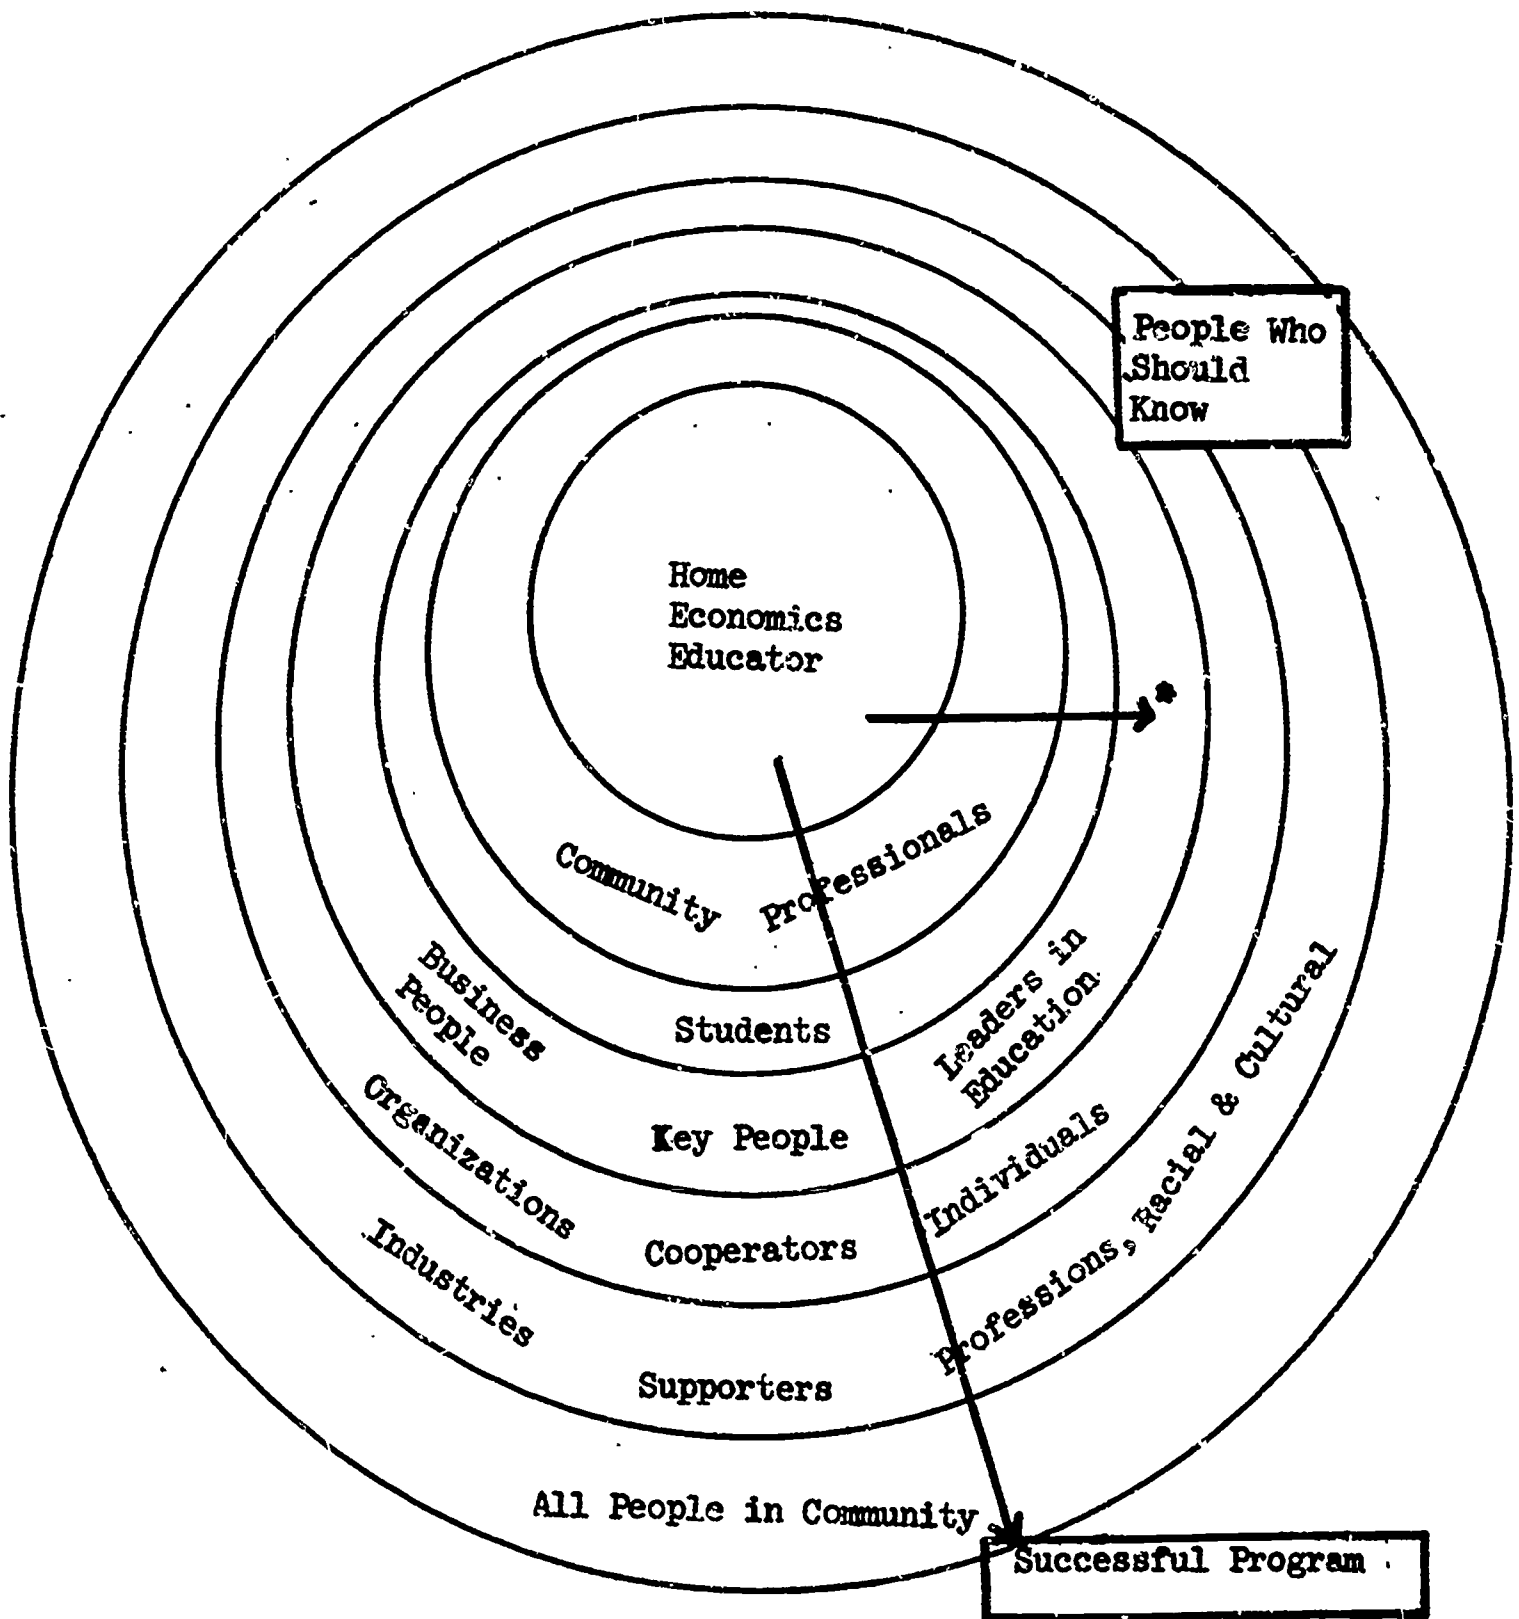 People Who
Should
Know
Home
Economics
Educator
*
Community Professionals
Students
Business
People
Key People
Leaders in
Education
Organizations
Cooperators
Individuals
Industries
Supporters
Professions, Racial & Cultural
All People in Community
Successful Program